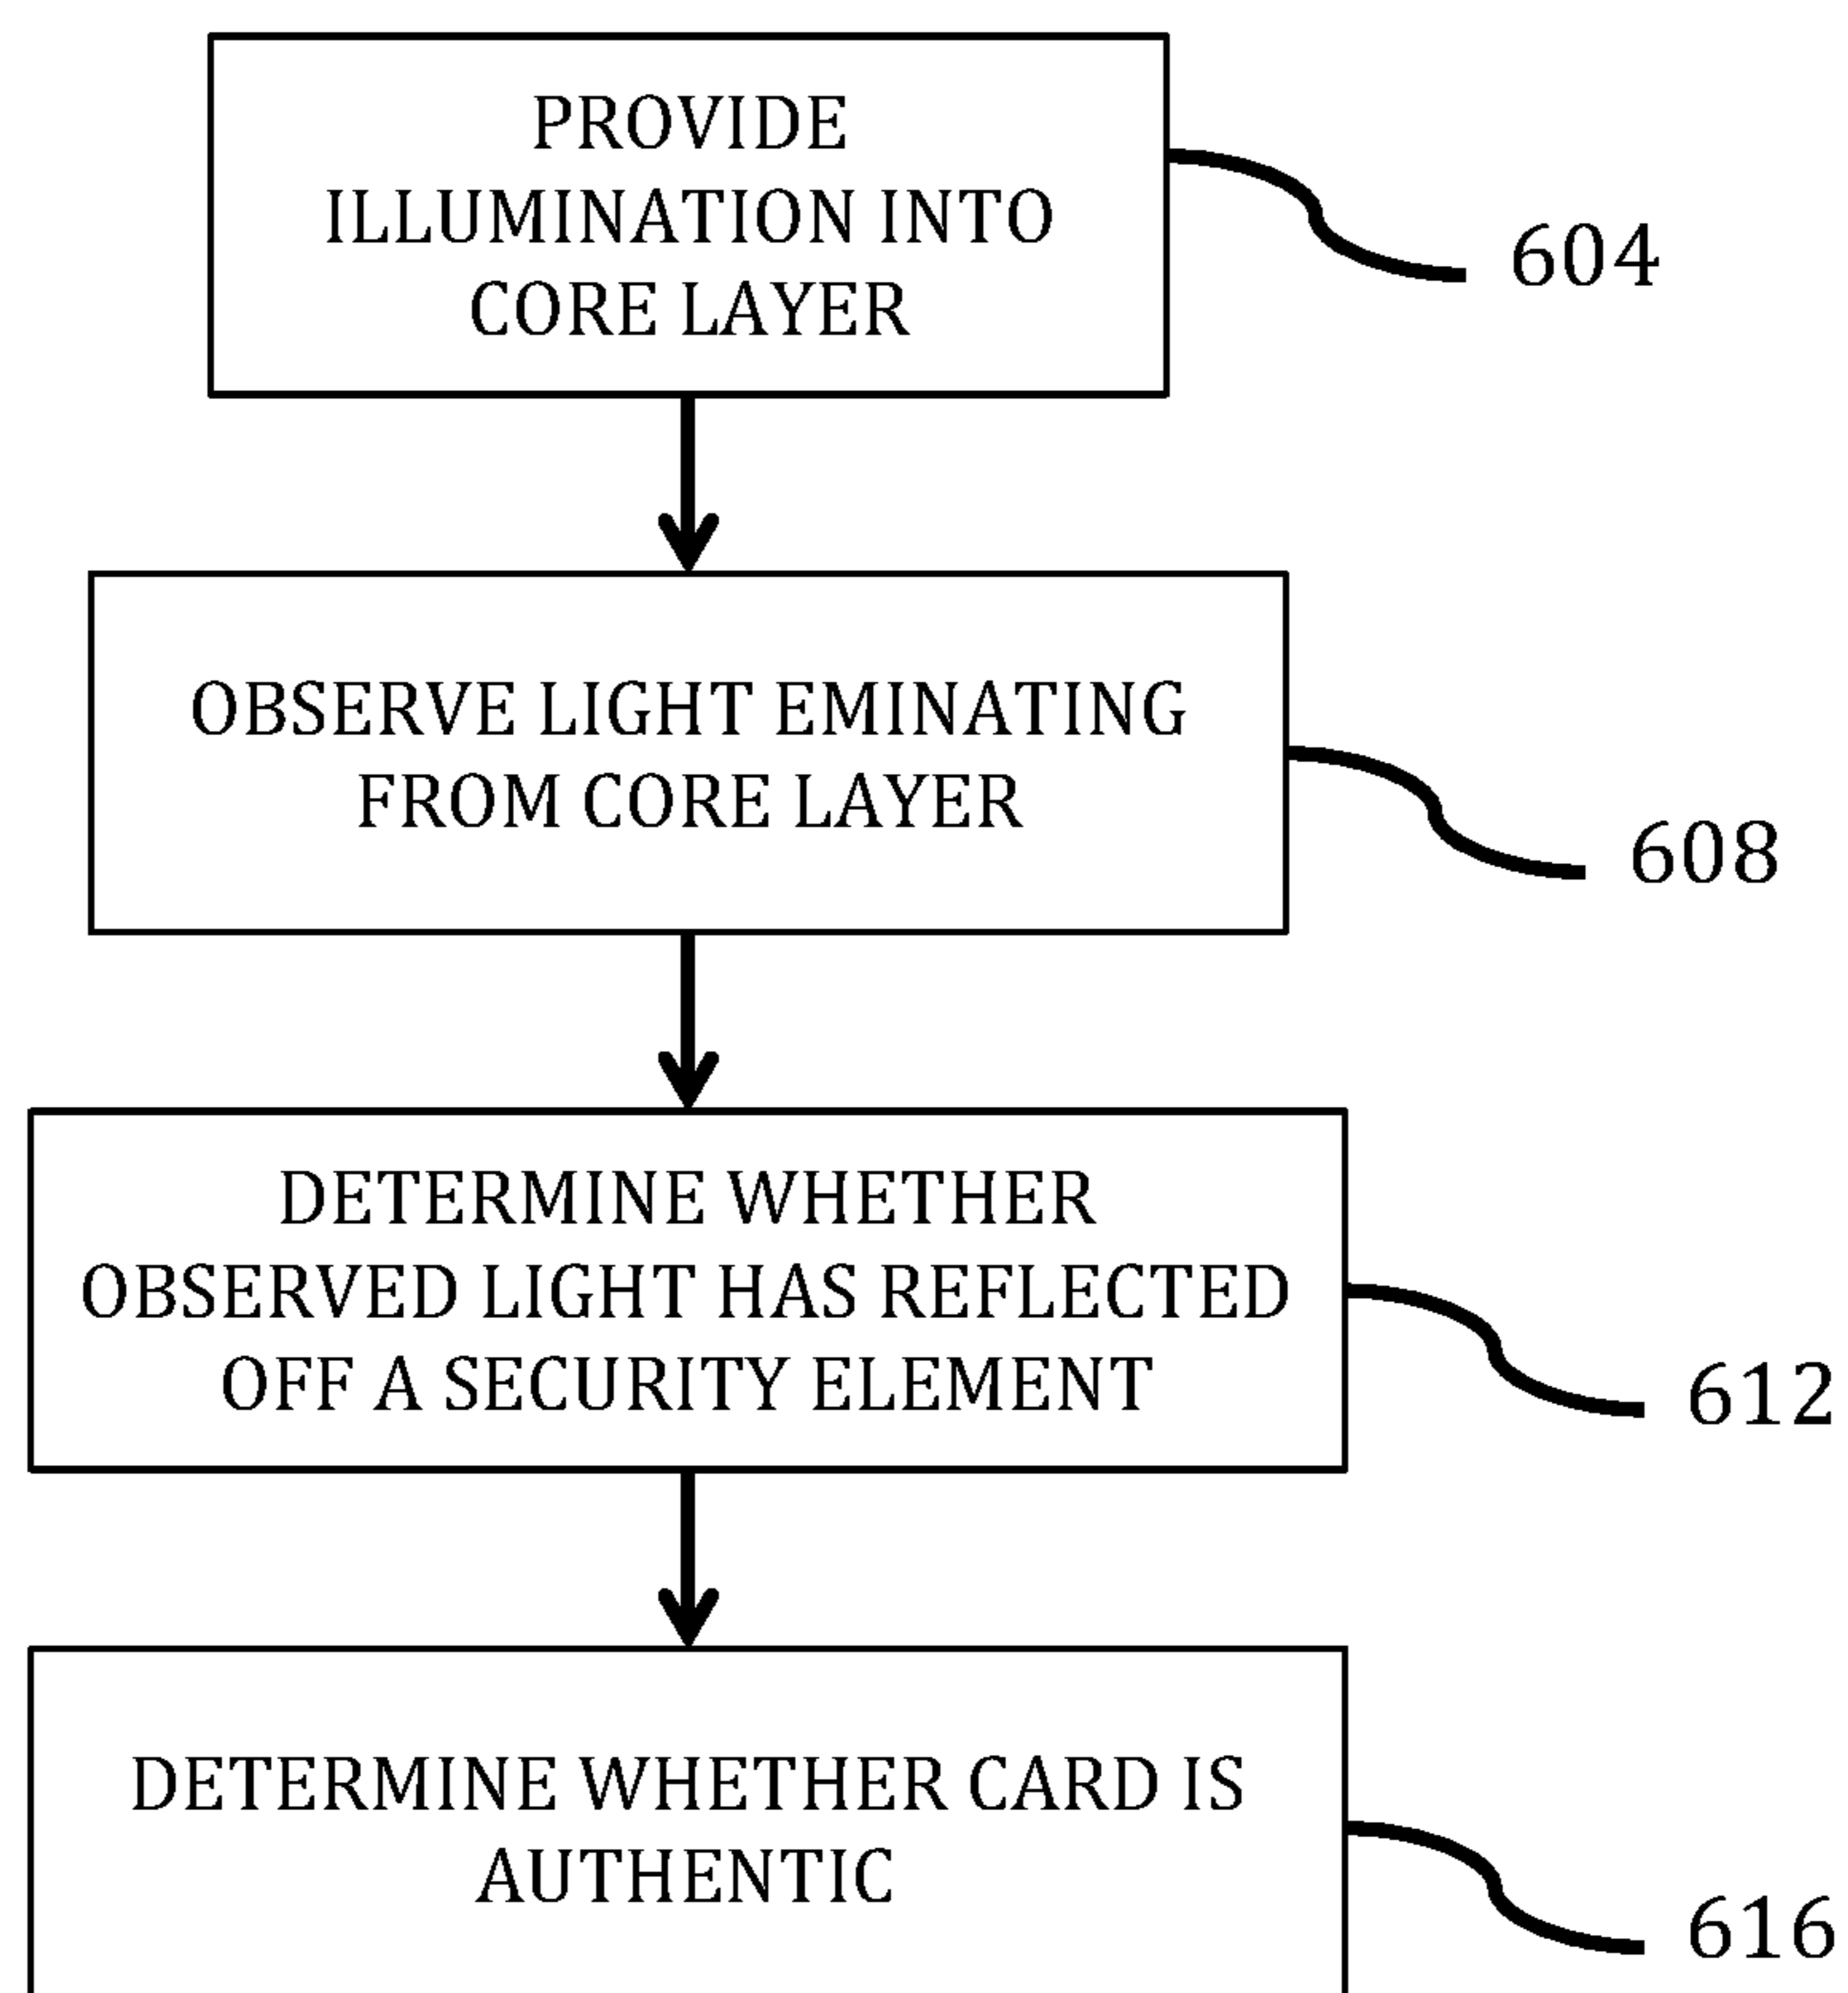 PROVIDE
ILLUMINATION INTO
CORE LAYER
604
OBSERVE LIGHT EMINATING
FROM CORE LAYER
608
DETERMINE WHETHER
OBSERVED LIGHT HAS REFLECTED
OFF A SECURITY ELEMENT
612
DETERMINE WHETHER CARD IS
AUTHENTIC
616